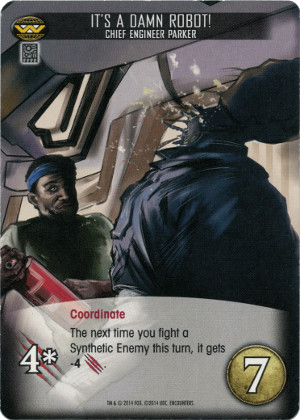 IT'S A DAMN ROBOT!
CHIEF ENGINEER PARKER
Coordinate
The next time you fight a
Synthetic Enemy this turn, it gets
-4
4*
7
TM & © 2014 FOX. ©2014 UDC. ENCOUNTERS.